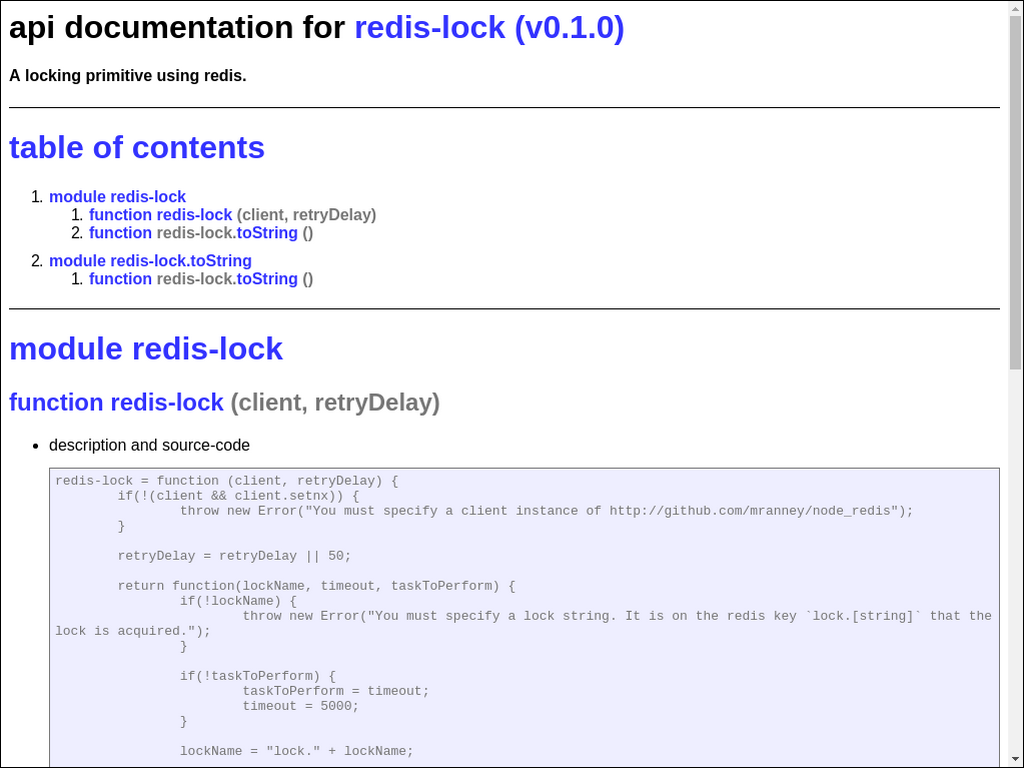 api documentation for redis-lock (v0.1.0)
A locking primitive using redis.
table of contents
1. module redis-lock
1. function redis-lock (client, retryDelay)
2. function redis-lock.toString ()
2. module redis-lock.toString
1. function redis-lock.toString ()
module redis-lock
function redis-lock (client, retryDelay)
• description and source-code
redis-lock = function (client, retryDelay) {
        if(!(client && client.setnx)) {
                throw new Error("You must specify a client instance of http://github.com/mranney/node_redis");
        }
        retryDelay = retryDelay || 50;
        return function(lockName, timeout, taskToPerform) {
                if(!lockName) {
                        throw new Error("You must specify a lock string. It is on the redis key `lock.[string]` that the
lock is acquired.");
                }
                if(!taskToPerform) {
                        taskToPerform = timeout;
                        timeout = 5000;
                }
                lockName = "lock." + lockName;